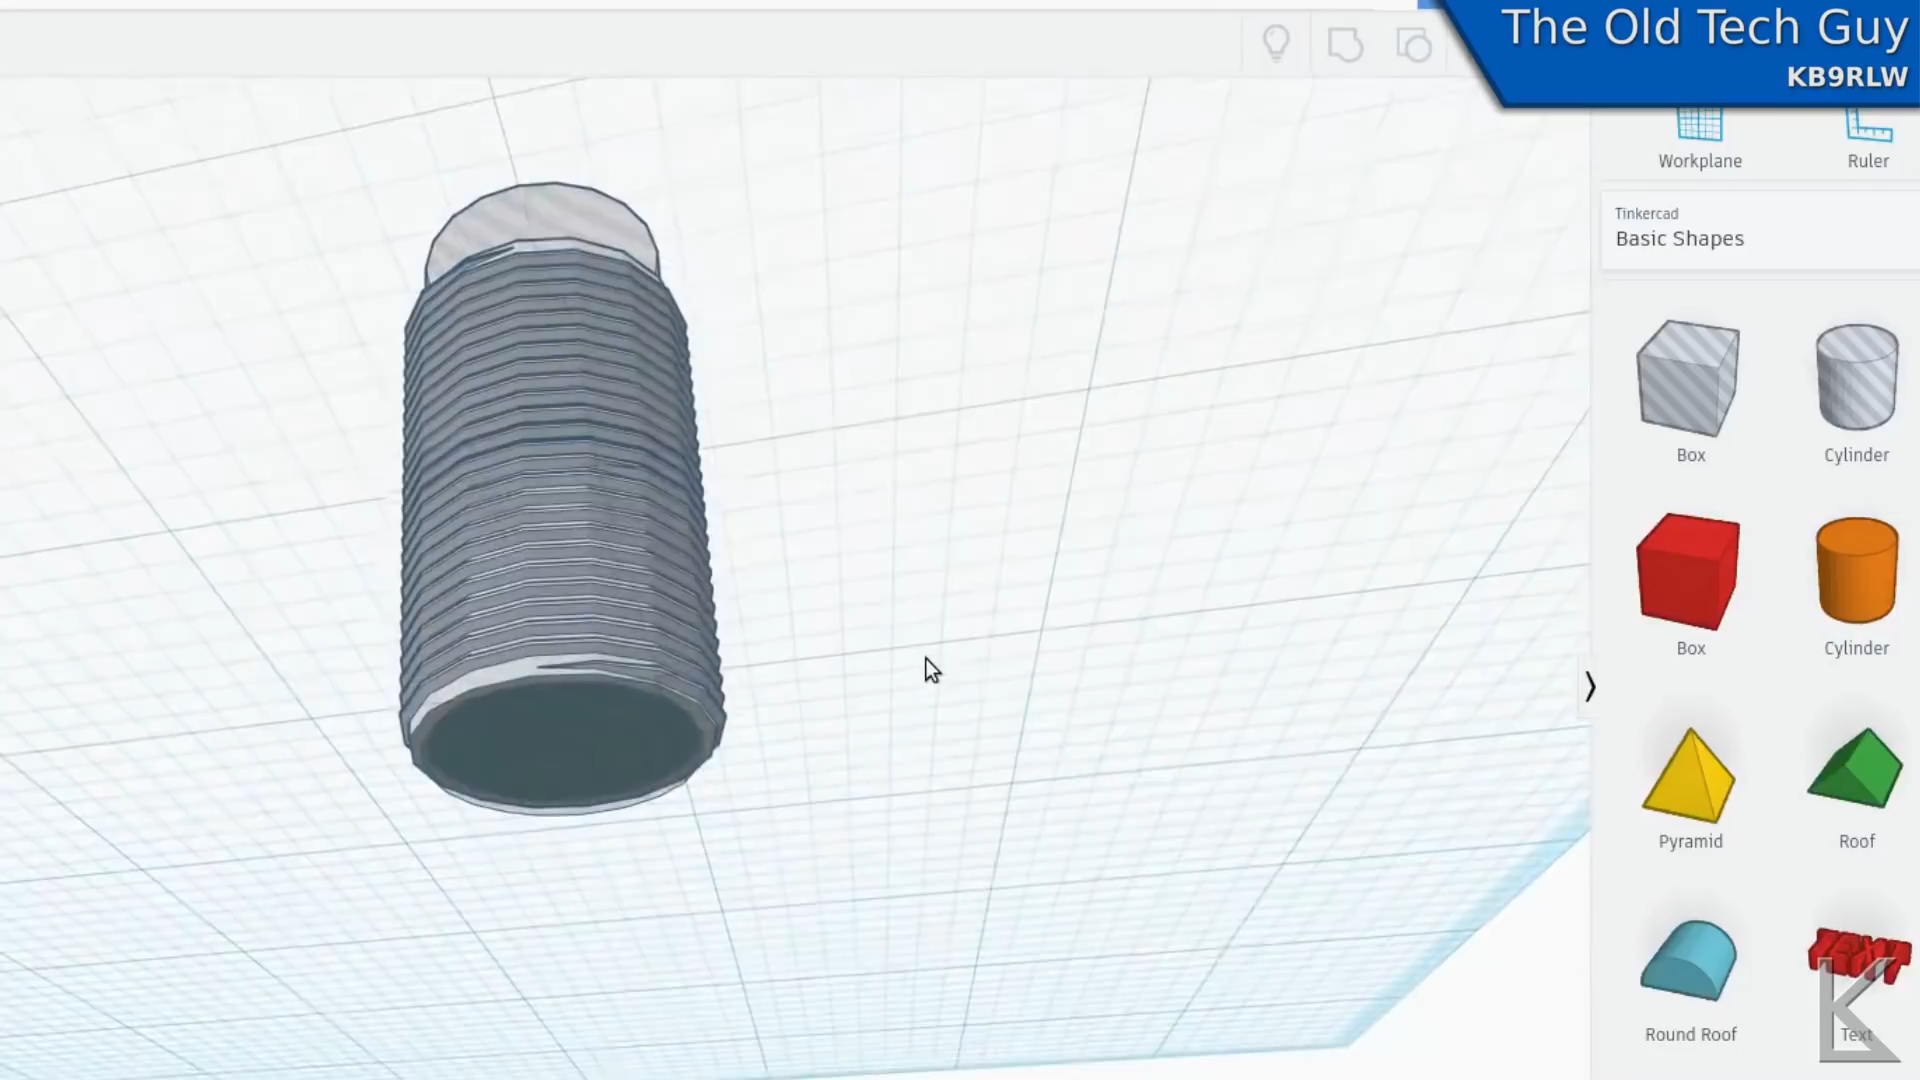 The Old Tech Guy
KB9RLW
Workplane
Ruler
Tinkercad
Basic Shapes
Box
Cylinder
Box
Cylinder
Pyramid
Roof
TEXT
Round Roof
Text
K